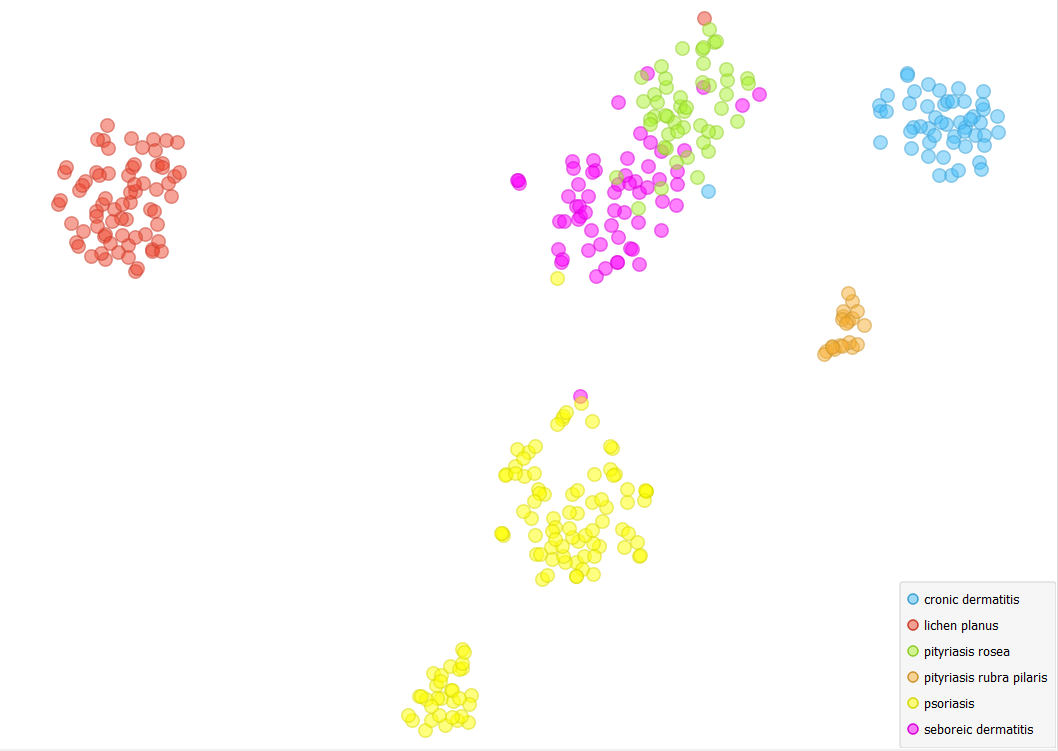 cronic dermatitis
lichen planus
pityriasis rosea
pityriasis rubra pilaris
psoriasis
seboreic dermatitis